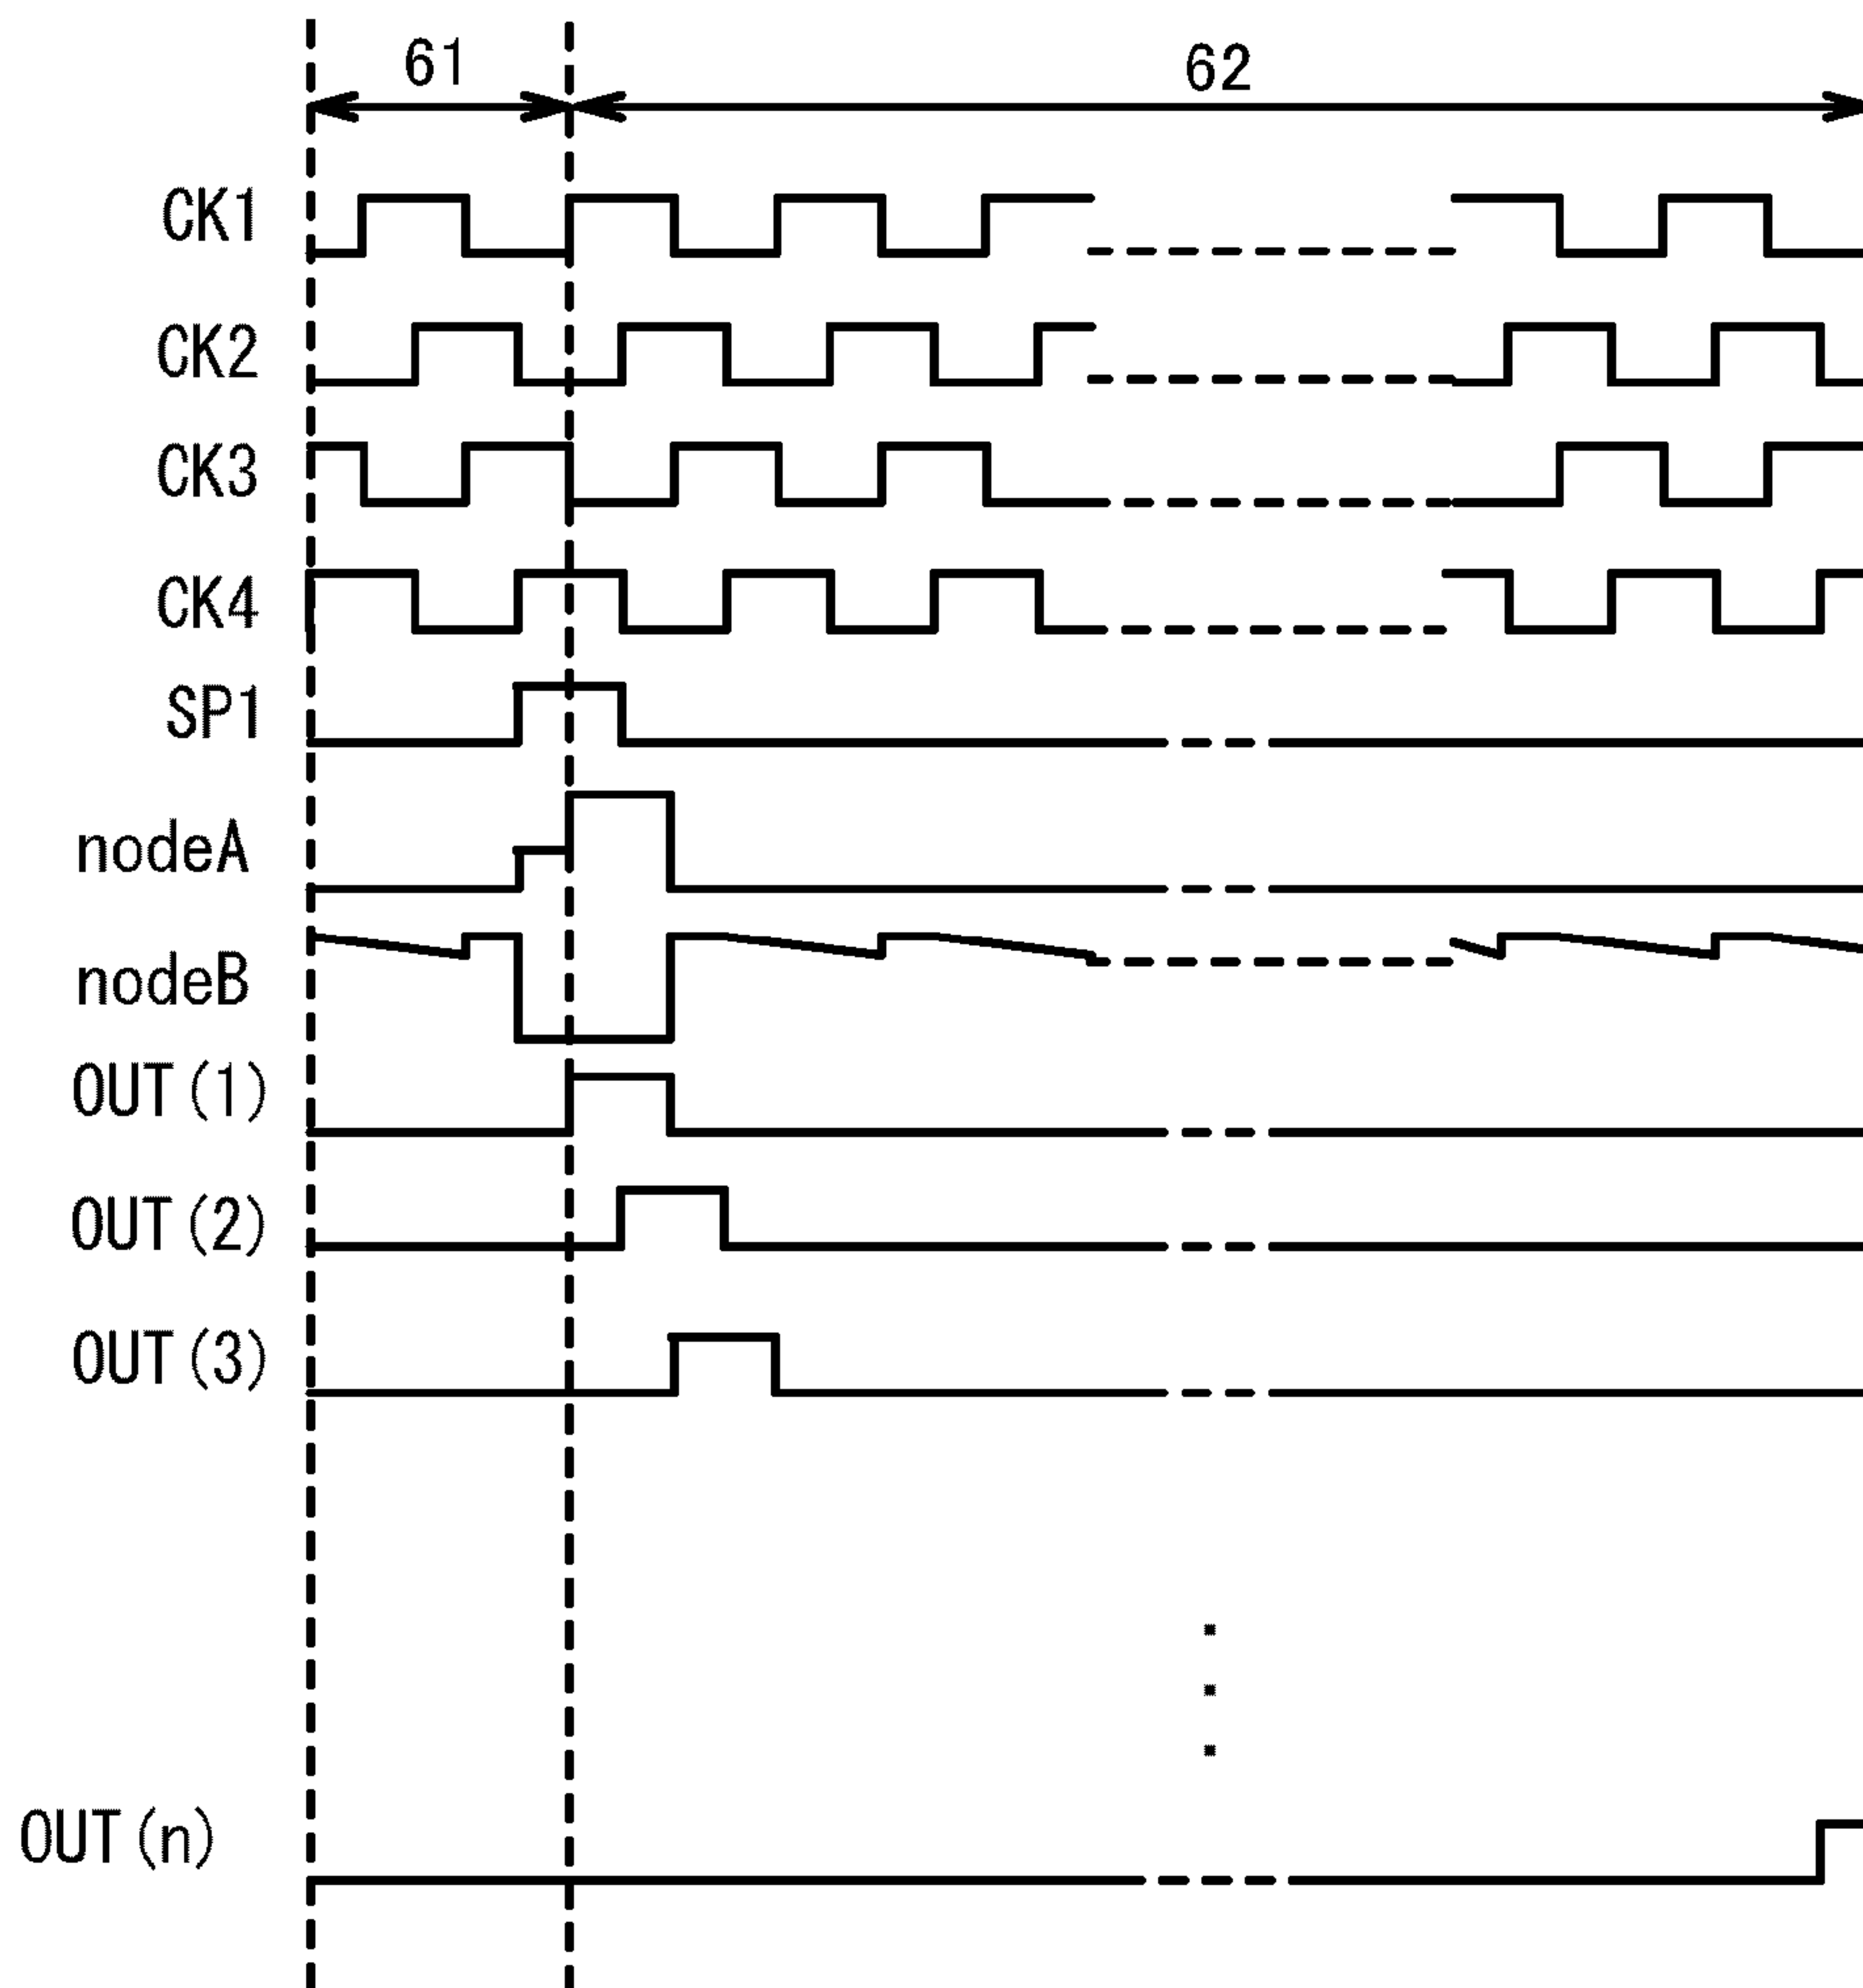 61 62
CK1
CK2
CK3
CK4
SP1
nodeA
nodeB
OUT(1)
OUT(2)
OUT(3)
OUT(n)